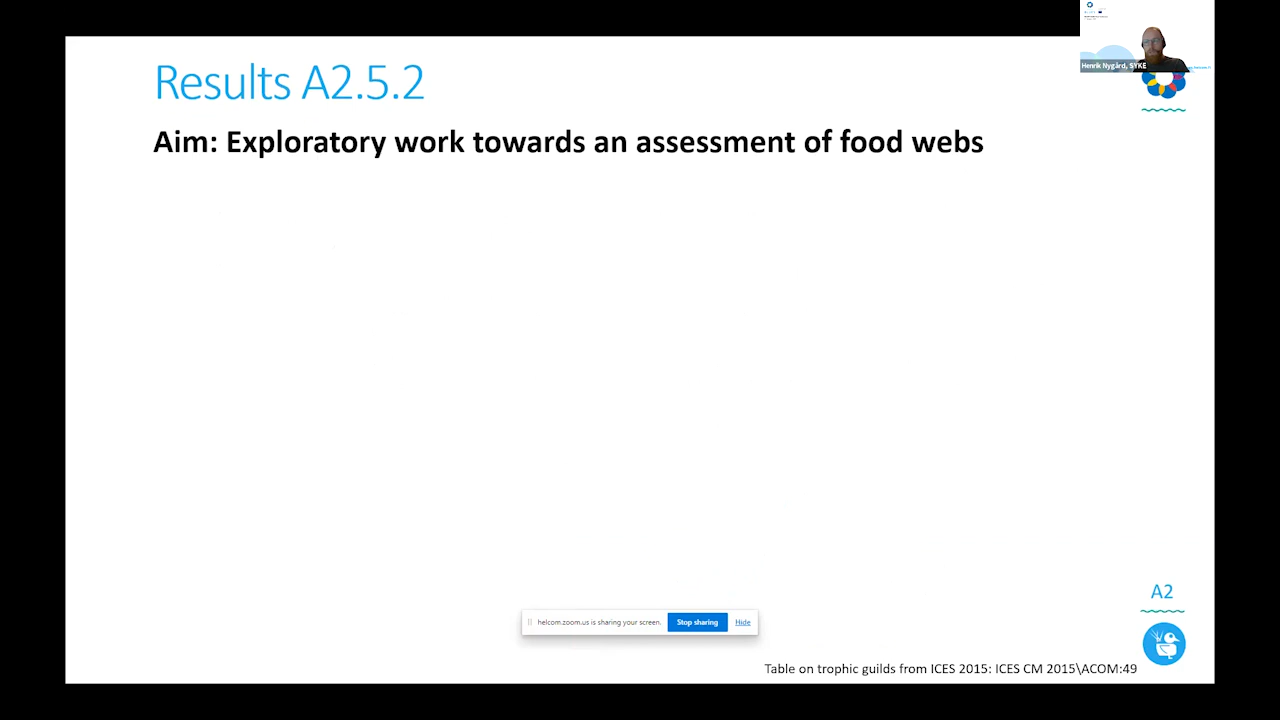 Results A2.5.2
Henrik Nygård, SYKE
Aim: Exploratory work towards an assessment of food webs
A2
helcom.zoom.us is sharing your screen.
Stop sharing
Hide
Table on trophic guilds from ICES 2015: ICES CM 2015\ACOM:49